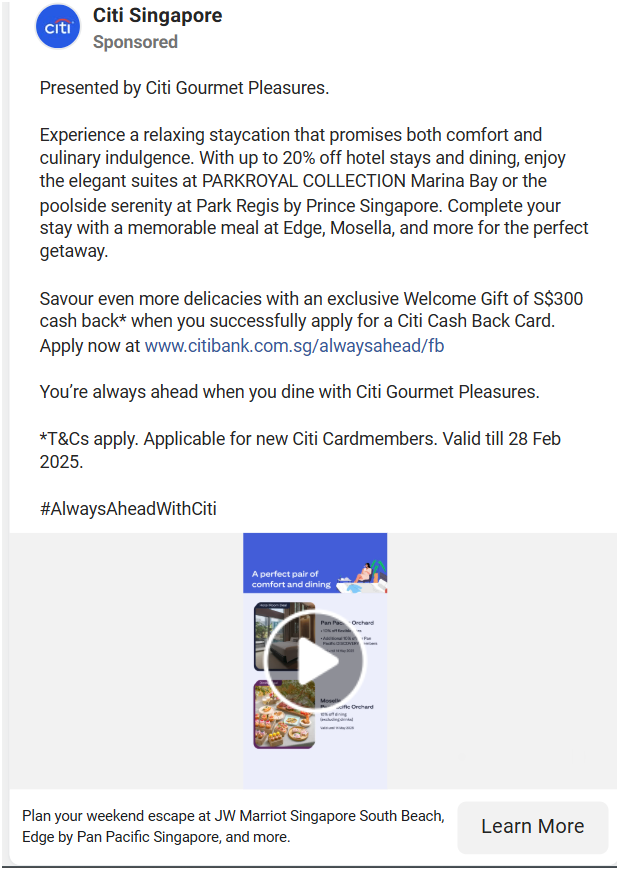 citi
Citi Singapore
Sponsored
Presented by Citi Gourmet Pleasures.
Experience a relaxing staycation that promises both comfort and
culinary indulgence. With up to 20% off hotel stays and dining, enjoy
the elegant suites at PARKROYAL COLLECTION Marina Bay or the
poolside serenity at Park Regis by Prince Singapore. Complete your
stay with a memorable meal at Edge, Mosella, and more for the perfect
getaway.
Savour even more delicacies with an exclusive Welcome Gift of S$300
cash back* when you successfully apply for a Citi Cash Back Card.
Apply now at www.citibank.com.sg/alwaysahead/fb
You’re always ahead when you dine with Citi Gourmet Pleasures.
*T&Cs apply. Applicable for new Citi Cardmembers. Valid till 28 Feb
2025.
#AlwaysAheadWithCiti
A perfect pair of
comfort and dining
Pan Pacific Orchard
Orchard
10% off dining
(excluding drinks)
Plan your weekend escape at JW Marriot Singapore South Beach,
Edge by Pan Pacific Singapore, and more.
Learn More